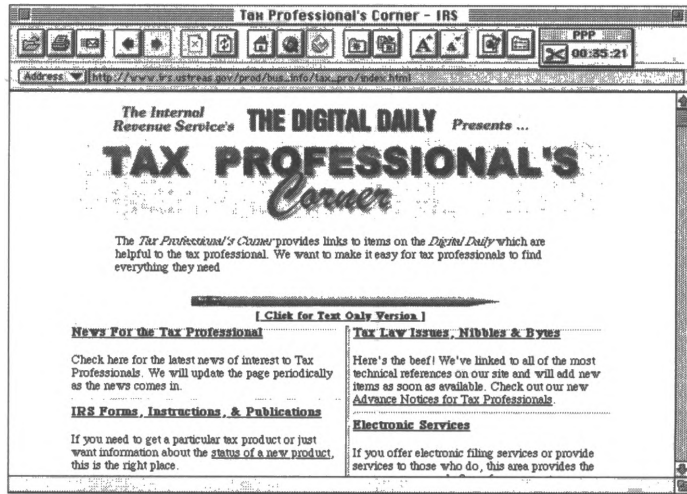 Tax Professional's Corner - IRS
PPP
00:35:21
Address http://www.irs.ustreas.gov/prod/bus_info/tax_pro/index.html
The Internal
Revenue Service's THE DIGITAL DAILY Presents ...
TAX PROFESSIONAL'S
Corner
The Tax Professional's Corner provides links to items on the Digital Daily which are
helpful to the tax professional. We want to make it easy for tax professionals to find
everything they need
[ Click for Text Only Version ]
News For the Tax Professional
Check here for the latest news of interest to Tax
Professionals. We will update the page periodically
as the news comes in.
IRS Forms, Instructions, & Publications
If you need to get a particular tax product or just
want information about the status of a new product,
this is the right place.
Tax Law Issues, Nibbles & Bytes
Here's the beef! We've linked to all of the most
technical references on our site and will add new
items as soon as available. Check out our new
Advance Notices for Tax Professionals.
Electronic Services
If you offer electronic filing services or provide
services to those who do, this area provides the